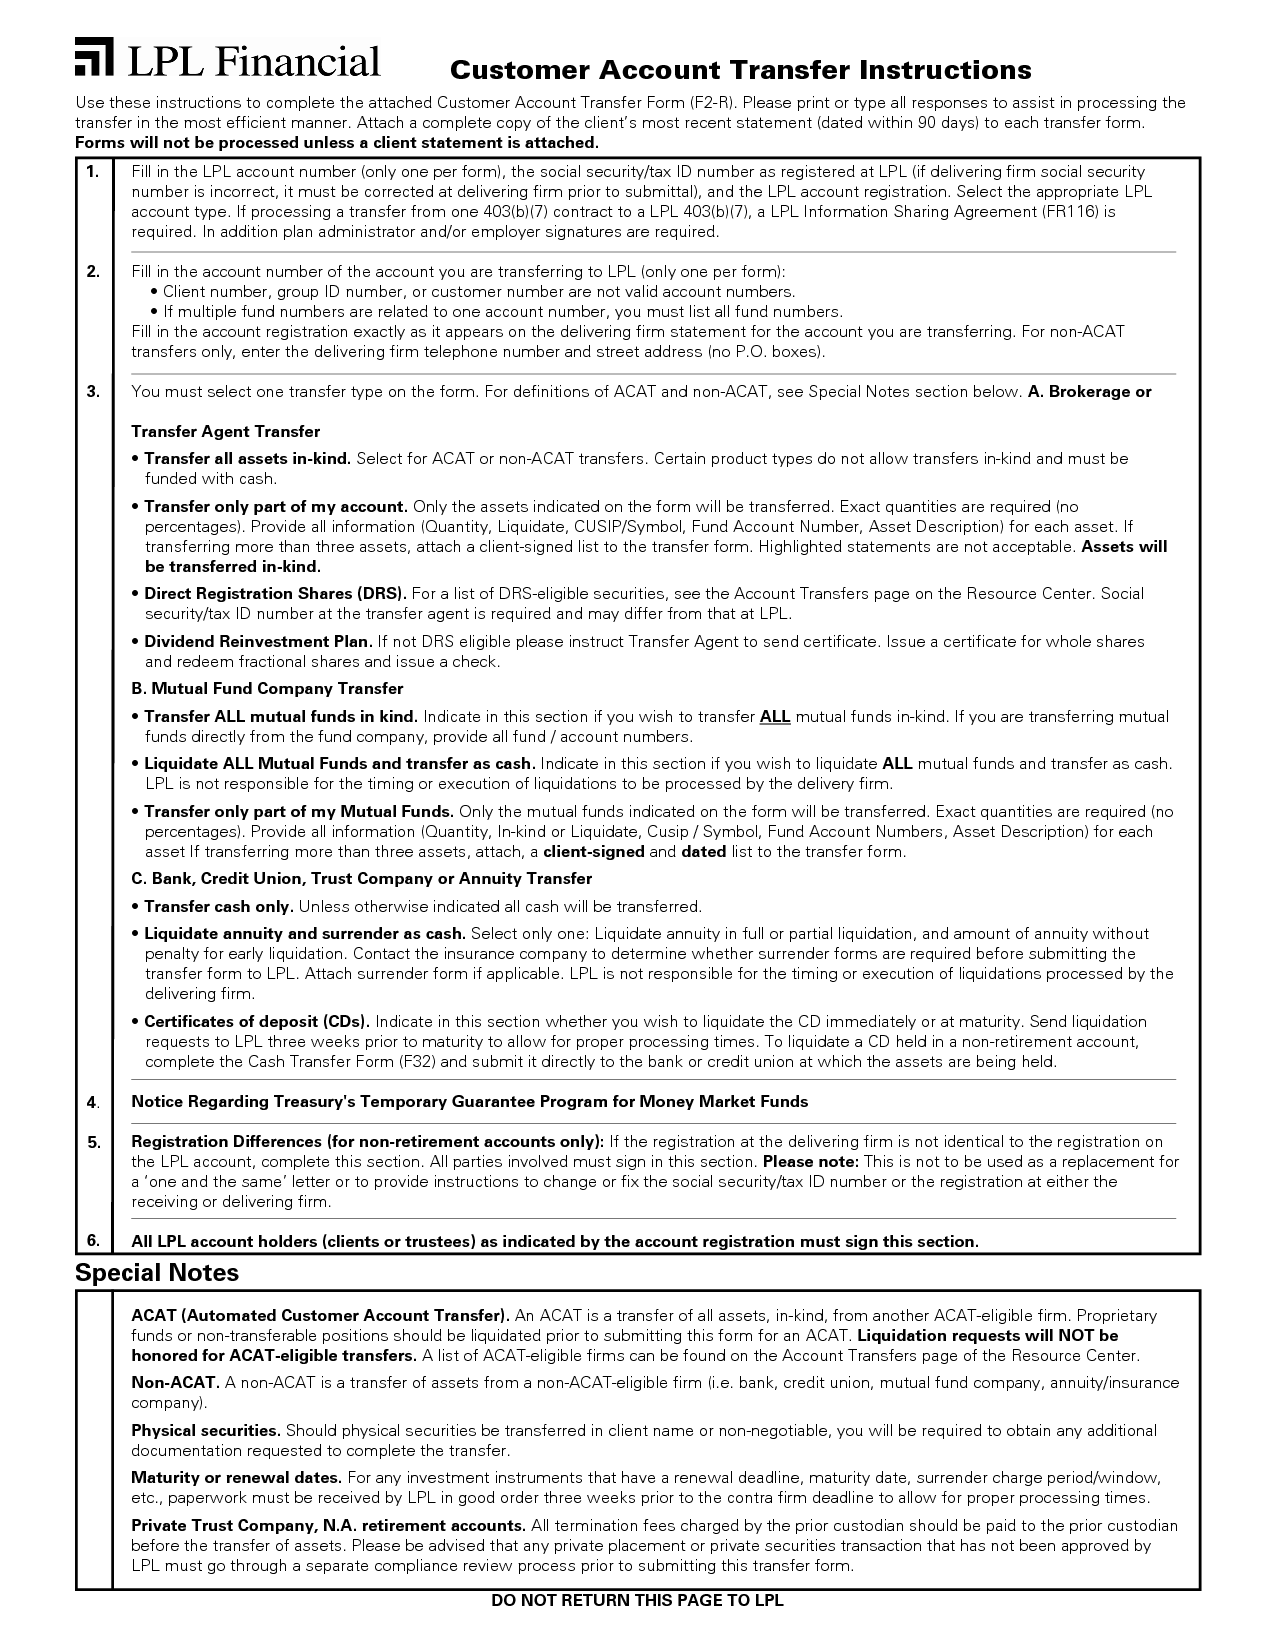 LPL Financial
Customer Account Transfer Instructions
Use these instructions to complete the attached Customer Account Transfer Form (F2-R). Please print or type all responses to assist in processing the
transfer in the most efficient manner. Attach a complete copy of the client's most recent statement (dated within 90 days) to each transfer form.
Forms will not be processed unless a client statement is attached.
1. Fill in the LPL account number (only one per form), the social security/tax ID number as registered at LPL (if delivering firm social security
number is incorrect, it must be corrected at delivering firm prior to submittal), and the LPL account registration. Select the appropriate LPL
account type. If processing a transfer from one 403(b)(7) contract to a LPL 403(b)(7), a LPL Information Sharing Agreement (FR116) is
required. In addition plan administrator and/or employer signatures are required.
2. Fill in the account number of the account you are transferring to LPL (only one per form):
• Client number, group ID number, or customer number are not valid account numbers.
• If multiple fund numbers are related to one account number, you must list all fund numbers.
Fill in the account registration exactly as it appears on the delivering firm statement for the account you are transferring. For non-ACAT
transfers only, enter the delivering firm telephone number and street address (no P.O. boxes).
3. You must select one transfer type on the form. For definitions of ACAT and non-ACAT, see Special Notes section below. A. Brokerage or
Transfer Agent Transfer
• Transfer all assets in-kind. Select for ACAT or non-ACAT transfers. Certain product types do not allow transfers in-kind and must be
funded with cash.
• Transfer only part of my account. Only the assets indicated on the form will be transferred. Exact quantities are required (no
percentages). Provide all information (Quantity, Liquidate, CUSIP/Symbol, Fund Account Number, Asset Description) for each asset. If
transferring more than three assets, attach a client-signed list to the transfer form. Highlighted statements are not acceptable. Assets will
be transferred in-kind.
• Direct Registration Shares (DRS). For a list of DRS-eligible securities, see the Account Transfers page on the Resource Center. Social
security/tax ID number at the transfer agent is required and may differ from that at LPL.
• Dividend Reinvestment Plan. If not DRS eligible please instruct Transfer Agent to send certificate. Issue a certificate for whole shares
and redeem fractional shares and issue a check.
B. Mutual Fund Company Transfer
• Transfer ALL mutual funds in kind. Indicate in this section if you wish to transfer ALL mutual funds in-kind. If you are transferring mutual
funds directly from the fund company, provide all fund / account numbers.
• Liquidate ALL Mutual Funds and transfer as cash. Indicate in this section if you wish to liquidate ALL mutual funds and transfer as cash.
LPL is not responsible for the timing or execution of liquidations to be processed by the delivery firm.
• Transfer only part of my Mutual Funds. Only the mutual funds indicated on the form will be transferred. Exact quantities are required (no
percentages). Provide all information (Quantity, In-kind or Liquidate, Cusip / Symbol, Fund Account Numbers, Asset Description) for each
asset If transferring more than three assets, attach, a client-signed and dated list to the transfer form.
C. Bank, Credit Union, Trust Company or Annuity Transfer
• Transfer cash only. Unless otherwise indicated all cash will be transferred.
• Liquidate annuity and surrender as cash. Select only one: Liquidate annuity in full or partial liquidation, and amount of annuity without
penalty for early liquidation. Contact the insurance company to determine whether surrender forms are required before submitting the
transfer form to LPL. Attach surrender form if applicable. LPL is not responsible for the timing or execution of liquidations processed by the
delivering firm.
• Certificates of deposit (CDs). Indicate in this section whether you wish to liquidate the CD immediately or at maturity. Send liquidation
requests to LPL three weeks prior to maturity to allow for proper processing times. To liquidate a CD held in a non-retirement account,
complete the Cash Transfer Form (F32) and submit it directly to the bank or credit union at which the assets are being held.
4. Notice Regarding Treasury's Temporary Guarantee Program for Money Market Funds
5. Registration Differences (for non-retirement accounts only): If the registration at the delivering firm is not identical to the registration on
the LPL account, complete this section. All parties involved must sign in this section. Please note: This is not to be used as a replacement for
a 'one and the same' letter or to provide instructions to change or fix the social security/tax ID number or the registration at either the
receiving or delivering firm.
6. All LPL account holders (clients or trustees) as indicated by the account registration must sign this section.
Special Notes
ACAT (Automated Customer Account Transfer). An ACAT is a transfer of all assets, in-kind, from another ACAT-eligible firm. Proprietary
funds or non-transferable positions should be liquidated prior to submitting this form for an ACAT. Liquidation requests will NOT be
honored for ACAT-eligible transfers. A list of ACAT-eligible firms can be found on the Account Transfers page of the Resource Center.
Non-ACAT. A non-ACAT is a transfer of assets from a non-ACAT-eligible firm (i.e. bank, credit union, mutual fund company, annuity/insurance
company).
Physical securities. Should physical securities be transferred in client name or non-negotiable, you will be required to obtain any additional
documentation requested to complete the transfer.
Maturity or renewal dates. For any investment instruments that have a renewal deadline, maturity date, surrender charge period/window,
etc., paperwork must be received by LPL in good order three weeks prior to the contra firm deadline to allow for proper processing times.
Private Trust Company, N.A. retirement accounts. All termination fees charged by the prior custodian should be paid to the prior custodian
before the transfer of assets. Please be advised that any private placement or private securities transaction that has not been approved by
LPL must go through a separate compliance review process prior to submitting this transfer form.
DO NOT RETURN THIS PAGE TO LPL